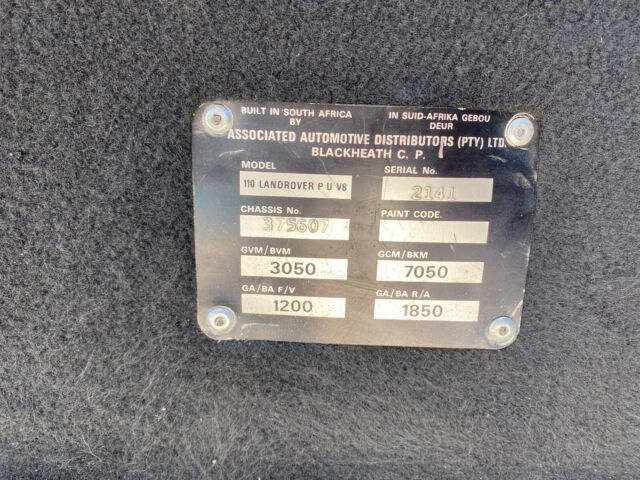 BUILT IN SOUTH AFRICA BY
IN SUID-AFRIKA GEBOU DEUR
ASSOCIATED AUTOMOTIVE DISTRIBUTORS (PTY) LTD.
BLACKHEATH C. P.
MODEL
110 LANDROVER P U V8
SERIAL No.
2141
CHASSIS No.
375607
PAINT CODE.
GVM/BVM
3050
GCM/BKM
7050
GA/BA F/V
1200
GA/BA R/A
1850